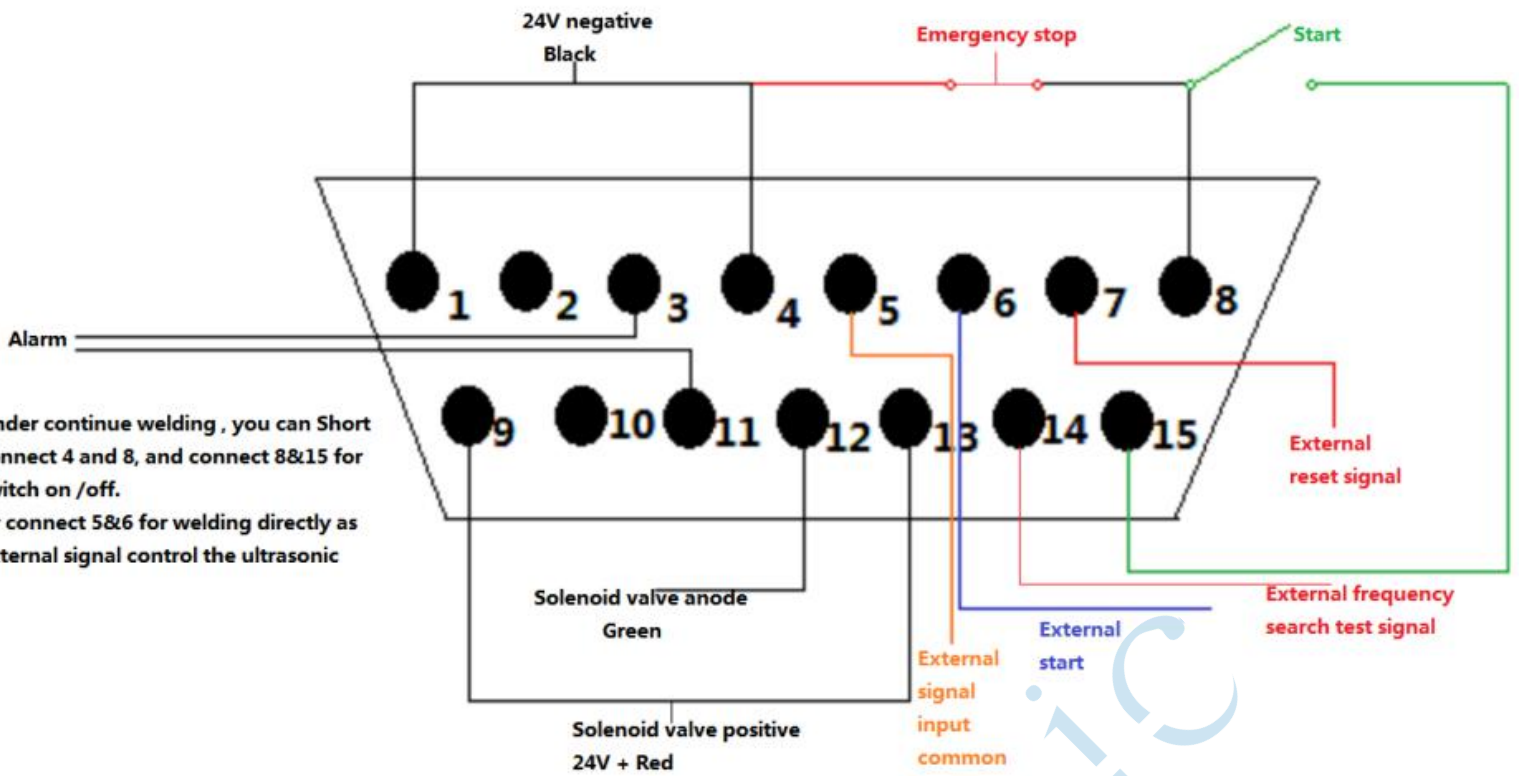 24V negative
Black
Emergency stop
Start
1
2
3
4
5
6
7
8
Alarm
9
10
11
12
13
14
15
nder continue welding , you can Short
nnect 4 and 8, and connect 8&15 for
witch on /off.
connect 5&6 for welding directly as
ternal signal control the ultrasonic
External
reset signal
Solenoid valve anode
Green
External frequency
search test signal
External
start
External
signal
input
common
Solenoid valve positive
24V + Red
ic